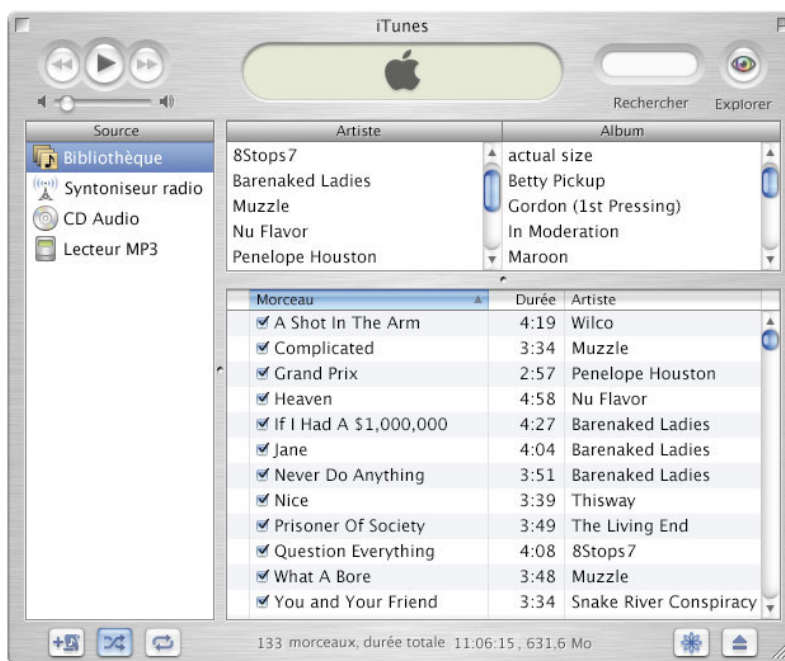 iTunes
Rechercher
Explorer
Source
Bibliothèque
Syntoniseur radio
CD Audio
Lecteur MP3
Artiste Album
8Stops7 actual size
Barenaked Ladies Betty Pickup
Muzzle Gordon (1st Pressing)
Nu Flavor In Moderation
Penelope Houston Maroon
Morceau Durée Artiste
A Shot In The Arm 4:19 Wilco
Complicated 3:34 Muzzle
Grand Prix 2:57 Penelope Houston
Heaven 4:58 Nu Flavor
If I Had A $1,000,000 4:27 Barenaked Ladies
Jane 4:04 Barenaked Ladies
Never Do Anything 3:51 Barenaked Ladies
Nice 3:39 Thisway
Prisoner Of Society 3:49 The Living End
Question Everything 4:08 8Stops7
What A Bore 3:48 Muzzle
You and Your Friend 3:34 Snake River Conspiracy
133 morceaux, durée totale 11:06:15, 631,6 Mo